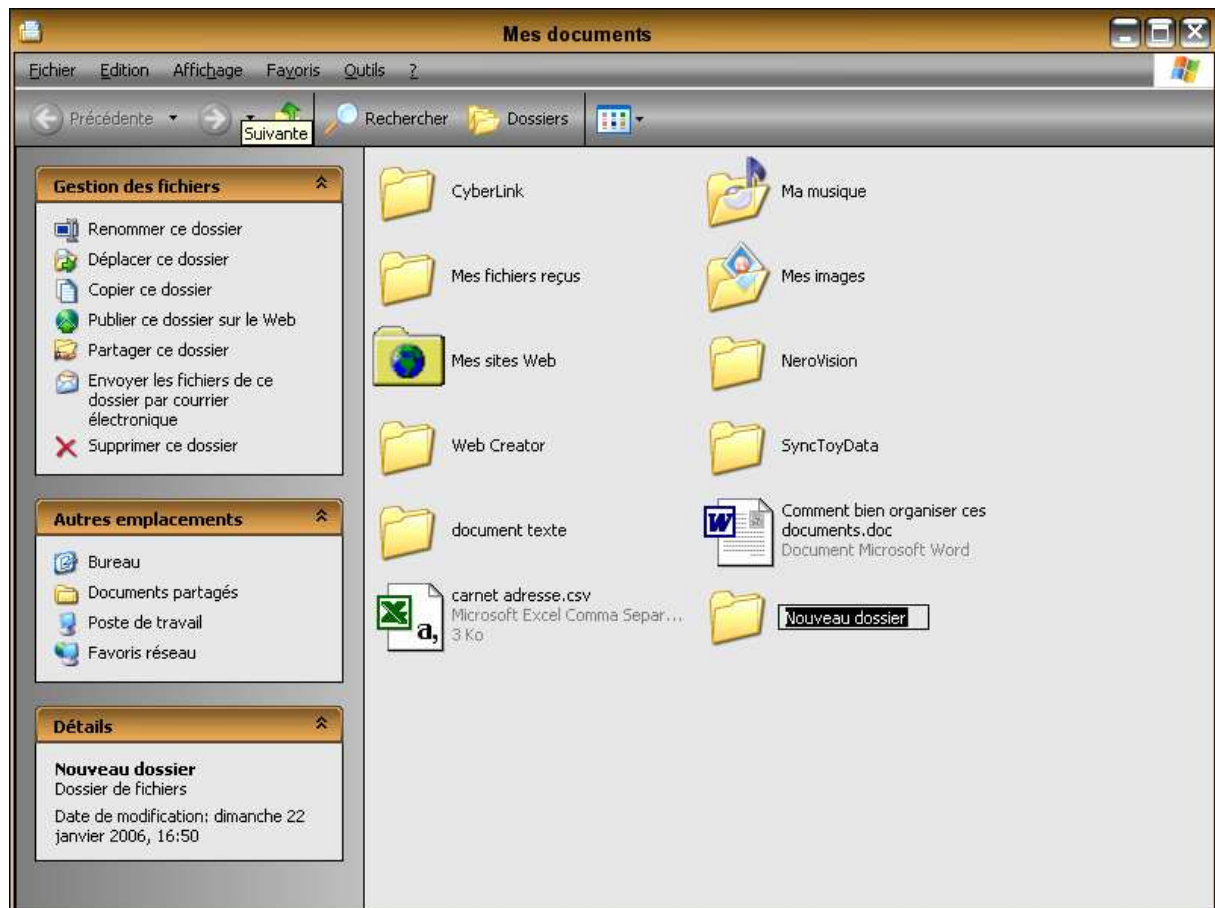 Mes documents
Fichier Edition Affichage Favoris Outils ?
Précédente
Suivante
Rechercher
Dossiers
Gestion des fichiers
Renommer ce dossier
Déplacer ce dossier
Copier ce dossier
Publier ce dossier sur le Web
Partager ce dossier
Envoyer les fichiers de ce
dossier par courrier
électronique
Supprimer ce dossier
Autres emplacements
Bureau
Documents partagés
Poste de travail
Favoris réseau
Détails
Nouveau dossier
Dossier de fichiers
Date de modification: dimanche 22
janvier 2006, 16:50
CyberLink
Ma musique
Mes fichiers reçus
Mes images
Mes sites Web
NeroVision
Web Creator
SyncToyData
document texte
Comment bien organiser ces
documents.doc
Document Microsoft Word
carnet adresse.csv
Microsoft Excel Comma Separ...
3 Ko
Nouveau dossier